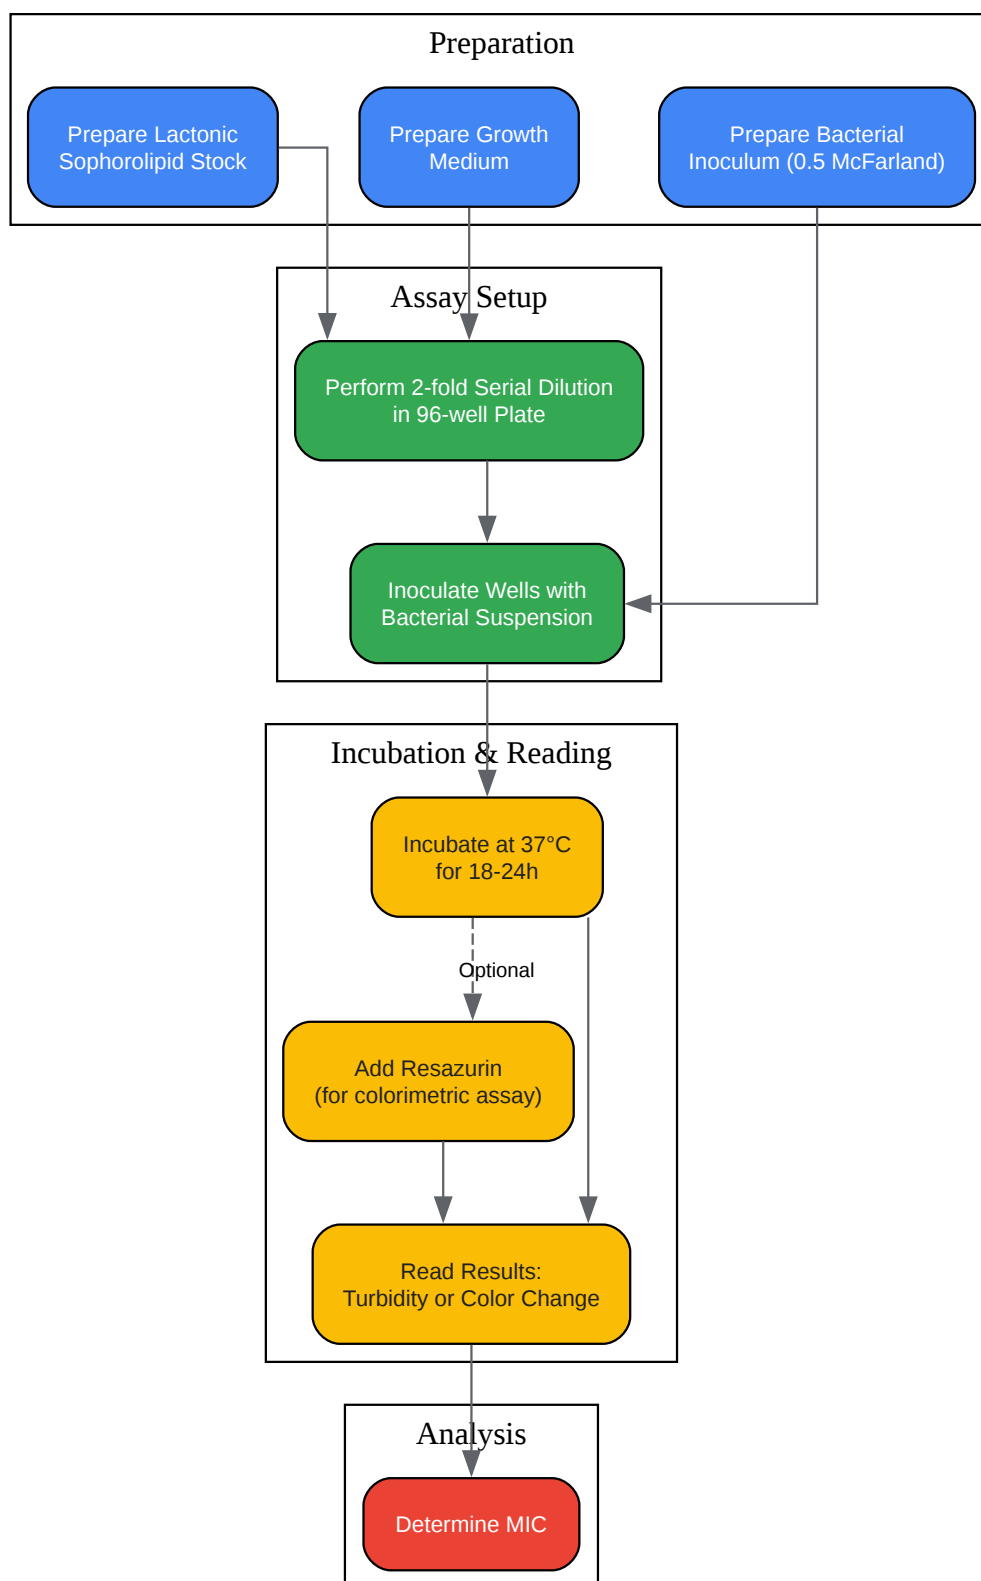 Preparation
Prepare Lactonic
Sophorolipid Stock
Prepare Growth
Medium
Prepare Bacterial
Inoculum (0.5 McFarland)
Assay Setup
Perform 2-fold Serial Dilution
in 96-well Plate
Inoculate Wells with
Bacterial Suspension
Incubation & Reading
Incubate at 37°C
for 18-24h
Optional
Add Resazurin
(for colorimetric assay)
Read Results:
Turbidity or Color Change
Analysis
Determine MIC